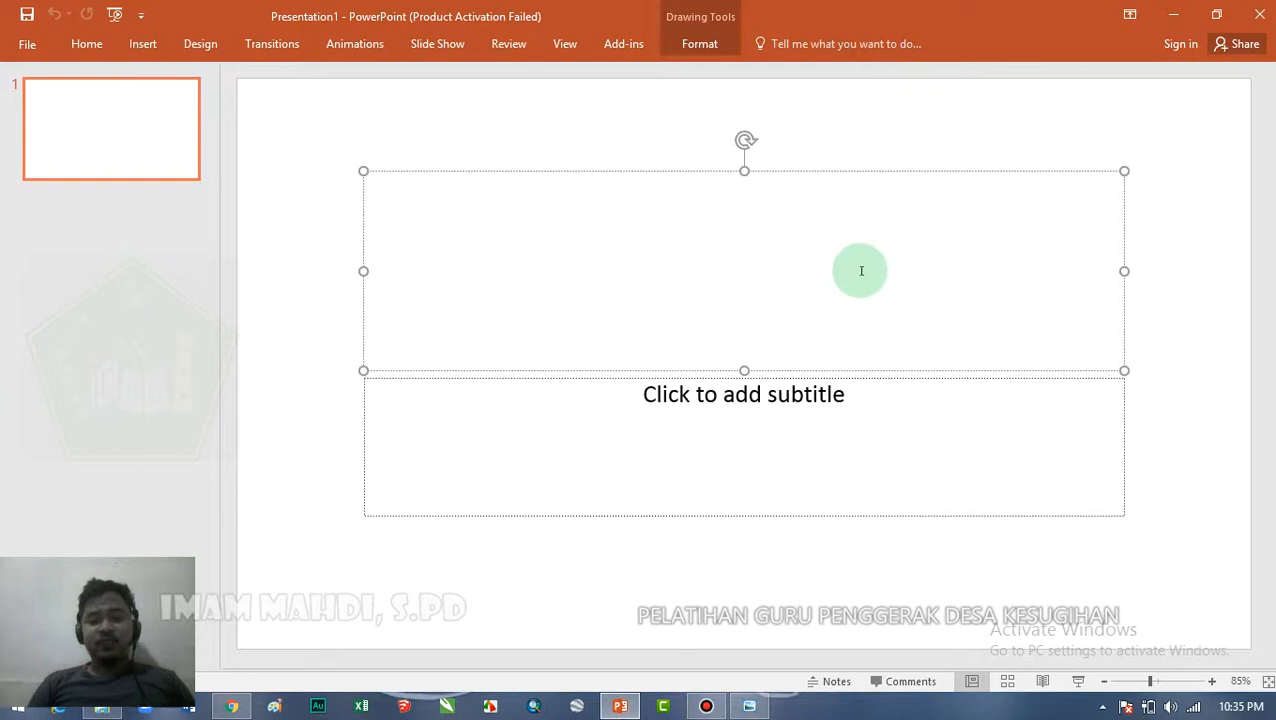 Presentation1 - PowerPoint (Product Activation Failed)
Drawing Tools
File Home Insert Design Transitions Animations Slide Show Review View Add-ins Format Tell me what you want to do... Sign in Share
1
Click to add subtitle
IMAM MAHDI, S.PD
PELATIHAN GURU PENGGERAK DESA KESUGIHAN
Activate Windows
Go to PC settings to activate Windows.
Notes Comments 85%
10:35 PM